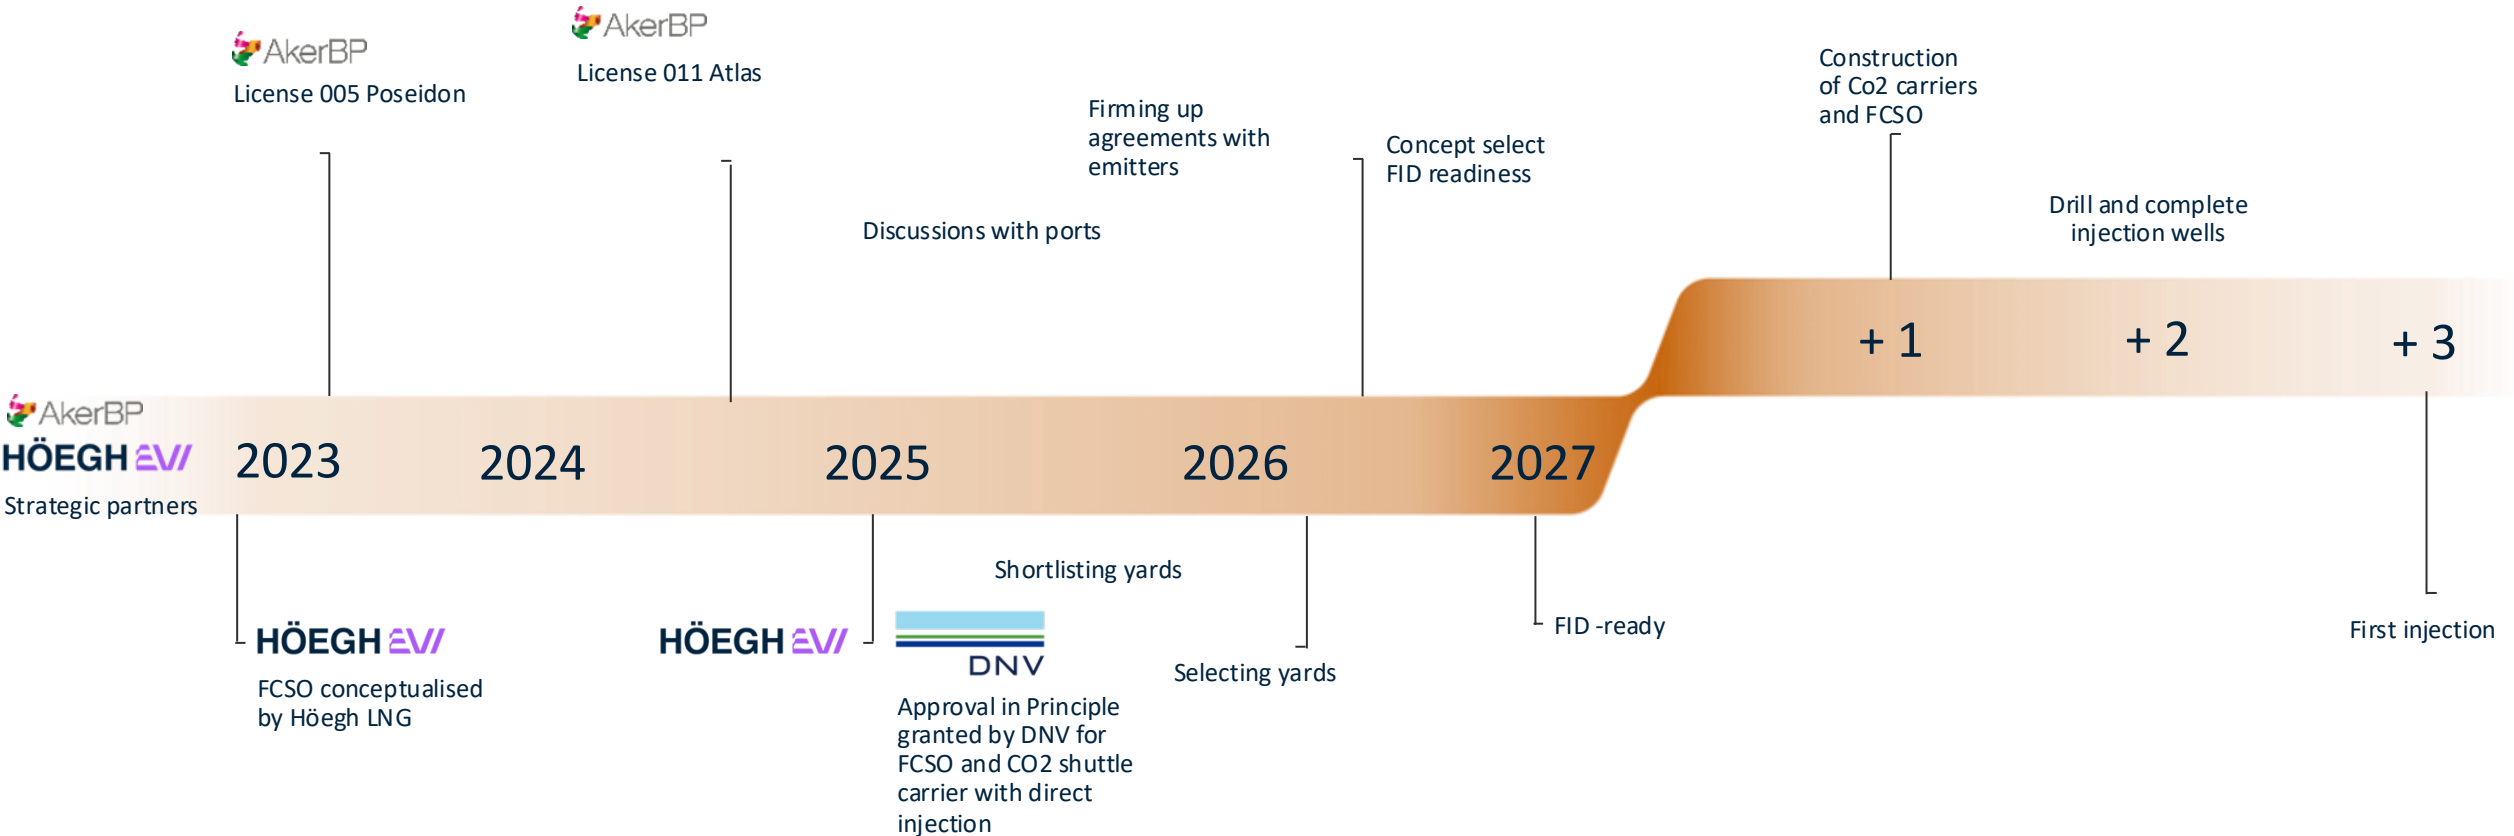 AkerBP
License 005 Poseidon
AkerBP
License 011 Atlas
Discussions with ports
Firming up
agreements with
emitters
Concept select
FID readiness
Construction
of Co2 carriers
and FCSO
Drill and complete
injection wells
+ 1
+ 2
+ 3
AkerBP
HÖEGH EVI
Strategic partners
2023
2024
2025
2026
2027
HÖEGH EVI
FCSO conceptualised
by Höegh LNG
HÖEGH EVI
DNV
Approval in Principle
granted by DNV for
FCSO and CO2 shuttle
carrier with direct
injection
Shortlisting yards
Selecting yards
FID -ready
First injection